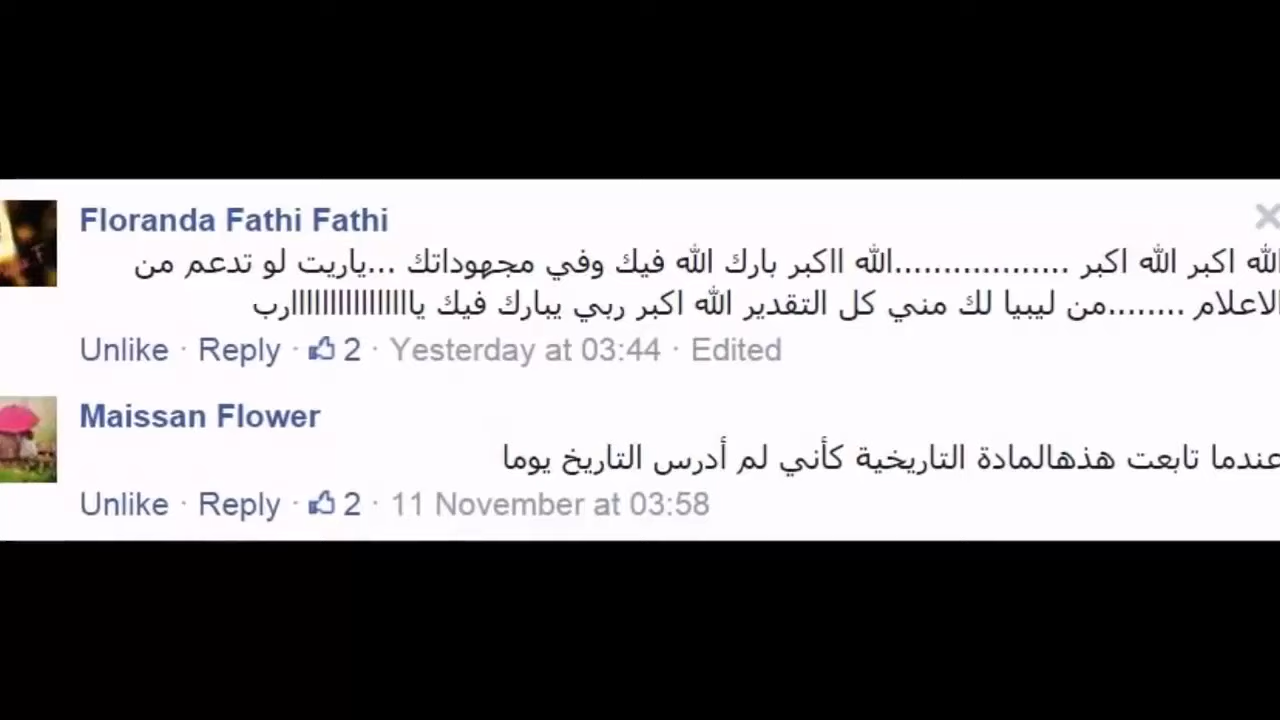 Floranda Fathi Fathi
الله اكبر الله اكبر ..................الله ااكبر بارك الله فيك وفي مجهوداتك ...ياريت لو تدعم من
الاعلام ........من ليبيا لك مني كل التقدير الله اكبر ربي يبارك فيك يااااااااااااااااارب
Unlike · Reply · 2 · Yesterday at 03:44 · Edited
Maissan Flower
عندما تابعت هذهالمادة التاريخية كأني لم أدرس التاريخ يوما
Unlike · Reply · 2 · 11 November at 03:58